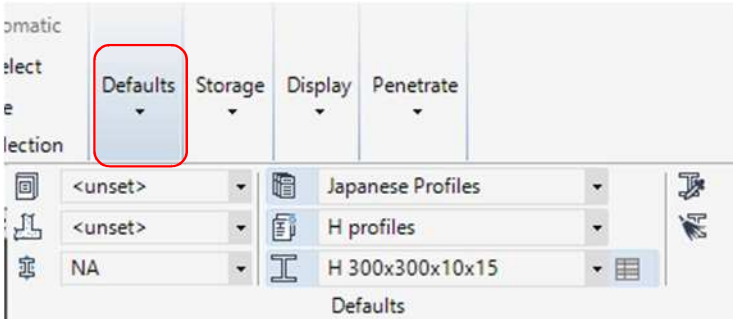 omatic
elect
e
lection
Defaults
Storage
Display
Penetrate
<unset>
Japanese Profiles
<unset>
H profiles
NA
H 300x300x10x15
Defaults